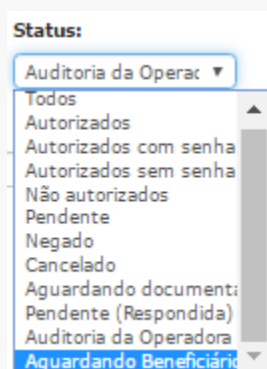 Status:
Auditoria da Operac
Todos
Autorizados
Autorizados com senha
Autorizados sem senha
Não autorizados
Pendente
Negado
Cancelado
Aguardando documenta
Pendente (Respondida)
Auditoria da Operadora
Aguardando Beneficiário